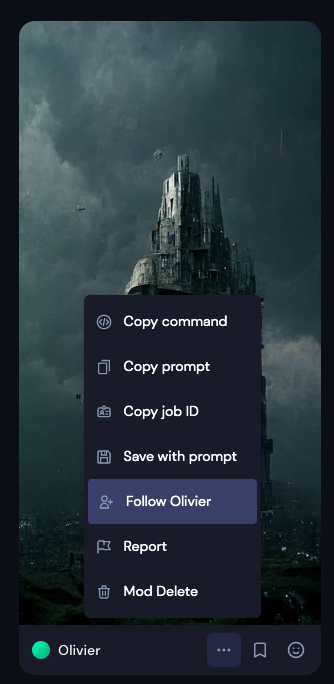 Copy command
Copy prompt
Copy job ID
Save with prompt
Follow Olivier
Report
Mod Delete
Olivier